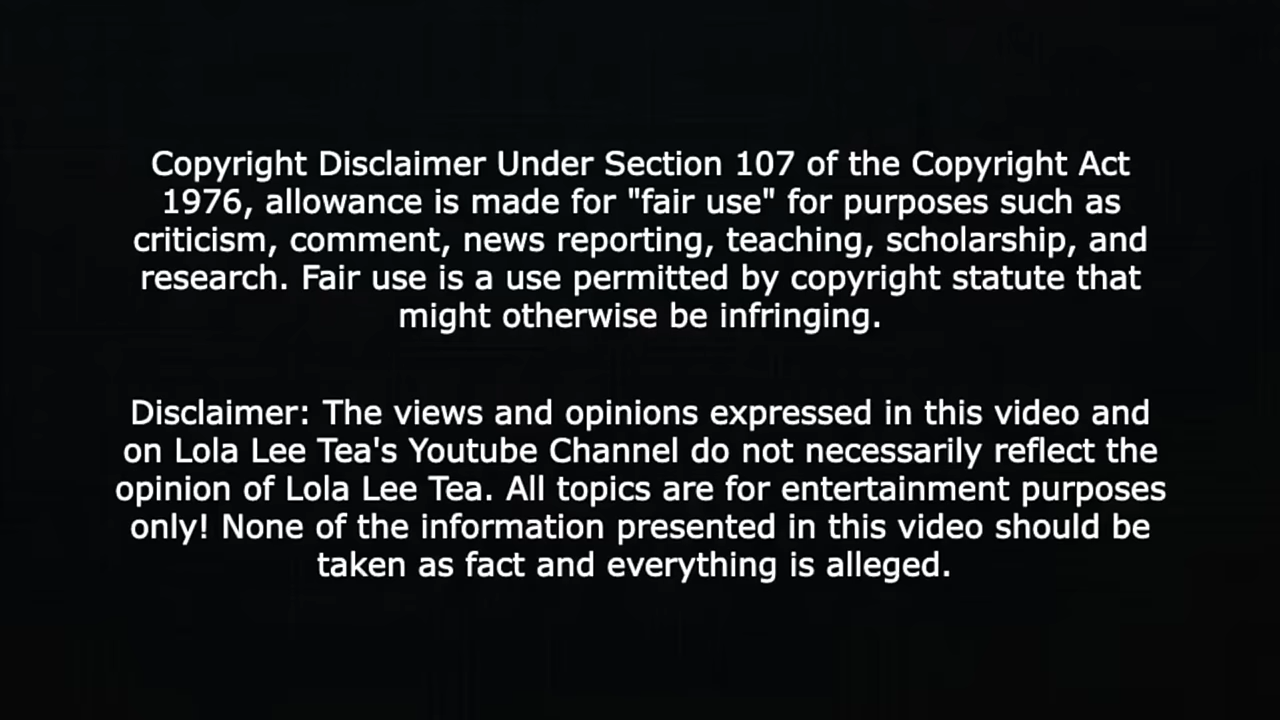 Copyright Disclaimer Under Section 107 of the Copyright Act
1976, allowance is made for "fair use" for purposes such as
criticism, comment, news reporting, teaching, scholarship, and
research. Fair use is a use permitted by copyright statute that
might otherwise be infringing.
Disclaimer: The views and opinions expressed in this video and
on Lola Lee Tea's Youtube Channel do not necessarily reflect the
opinion of Lola Lee Tea. All topics are for entertainment purposes
only! None of the information presented in this video should be
taken as fact and everything is alleged.